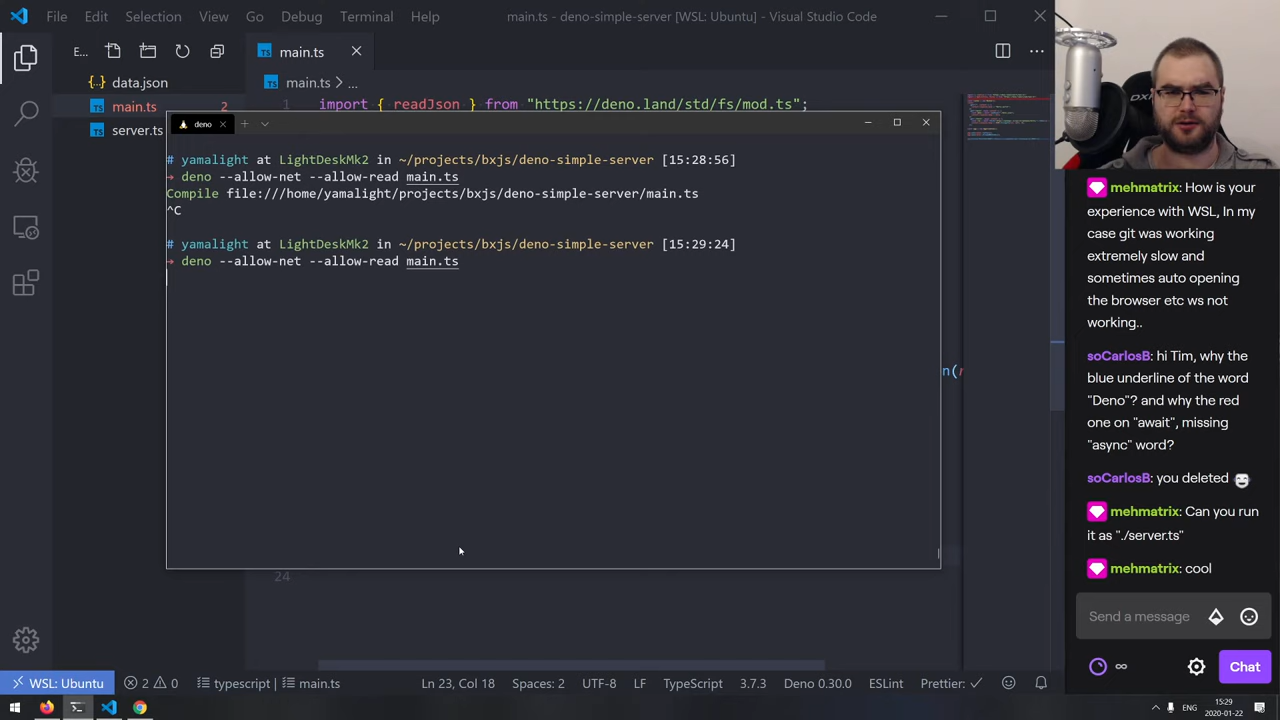 File Edit Selection View Go Debug Terminal Help main.ts - deno-simple-server [WSL: Ubuntu] - Visual Studio Code
E...
TS main.ts
{..} data.json
TS main.ts > ...
main.ts 2
import { readJson } from "https://deno.land/std/fs/mod.ts";
server.ts
deno
# yamalight at LightDeskMk2 in ~/projects/bxjs/deno-simple-server [15:28:56]
→ deno --allow-net --allow-read main.ts
Compile file:///home/yamalight/projects/bxjs/deno-simple-server/main.ts
^C
# yamalight at LightDeskMk2 in ~/projects/bxjs/deno-simple-server [15:29:24]
→ deno --allow-net --allow-read main.ts
n(r
24
WSL: Ubuntu 2 0 typescript | main.ts Ln 23, Col 18 Spaces: 2 UTF-8 LF TypeScript 3.7.3 Deno 0.30.0 ESLint Prettier: ✓
ENG
15:29
2020-01-22
mehmatrix: How is your
experience with WSL, In my
case git was working
extremely slow and
sometimes auto opening
the browser etc ws not
working..
soCarlosB: hi Tim, why the
blue underline of the word
"Deno"? and why the red
one on "await", missing
"async" word?
soCarlosB: you deleted
mehmatrix: Can you run
it as "./server.ts"
mehmatrix: cool
Send a message
∞ Chat